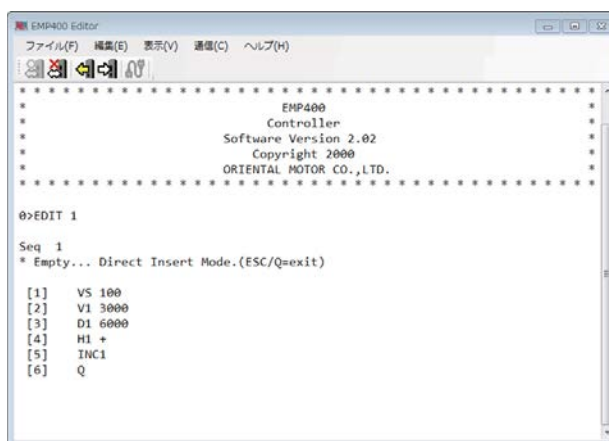 EMP400 Editor
ファイル(F) 編集(E) 表示(V) 通信(C) ヘルプ(H)
* * * * * * * * * * * * * * * * * * * * * * * * * * * * * * * * * * * * * * * *
* EMP400 *
* Controller *
* Software Version 2.02 *
* Copyright 2000 *
* ORIENTAL MOTOR CO.,LTD. *
* * * * * * * * * * * * * * * * * * * * * * * * * * * * * * * * * * * * * * * *
0>EDIT 1
Seq 1
* Empty... Direct Insert Mode.(ESC/Q=exit)
[1] VS 100
[2] V1 3000
[3] D1 6000
[4] H1 +
[5] INC1
[6] Q